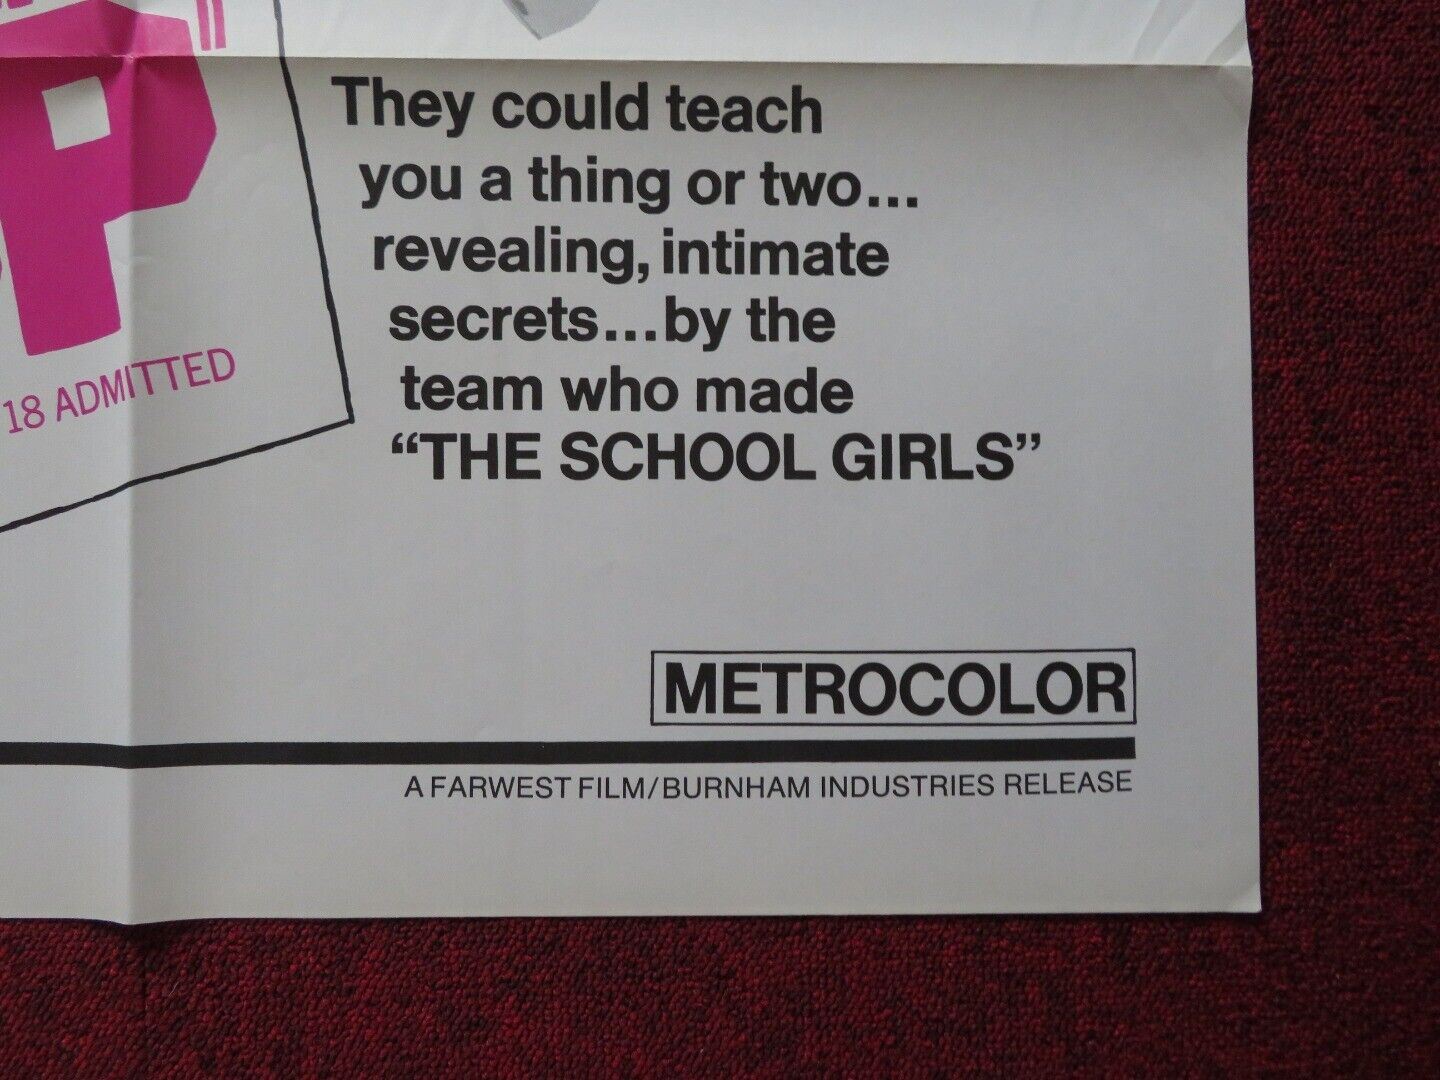 P"
18 ADMITTED
They could teach
you a thing or two...
revealing, intimate
secrets...by the
team who made
“THE SCHOOL GIRLS”
METROCOLOR
A FARWEST FILM/BURNHAM INDUSTRIES RELEASE